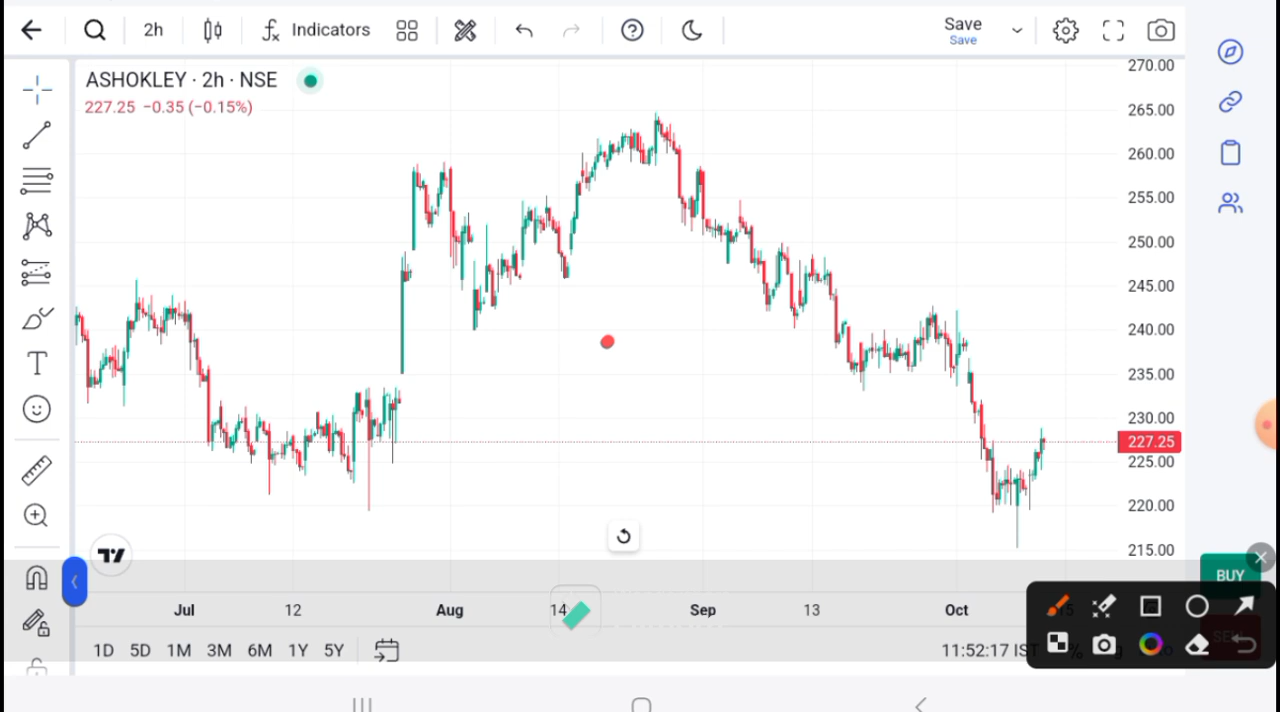 2h
Indicators
Save
Save
ASHOKLEY · 2h · NSE
227.25 −0.35 (−0.15%)
270.00
265.00
260.00
255.00
250.00
245.00
240.00
235.00
230.00
227.25
225.00
220.00
215.00
BUY
Jul 12 Aug 14 Sep 13 Oct
1D 5D 1M 3M 6M 1Y 5Y
11:52:17 IST